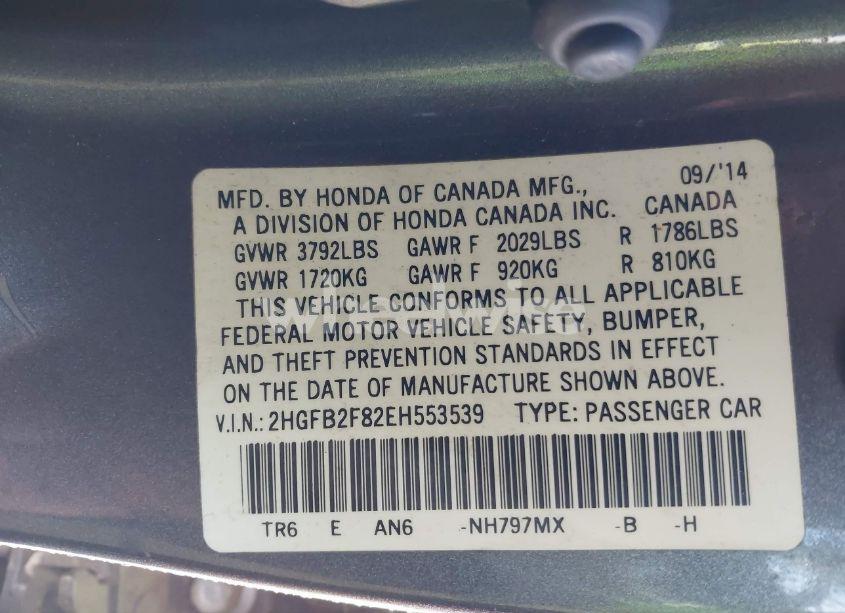 MFD. BY HONDA OF CANADA MFG., 09/'14
A DIVISION OF HONDA CANADA INC. CANADA
GVWR 3792LBS GAWR F 2029LBS R 1786LBS
GVWR 1720KG GAWR F 920KG R 810KG
THIS VEHICLE CONFORMS TO ALL APPLICABLE
FEDERAL MOTOR VEHICLE SAFETY, BUMPER,
AND THEFT PREVENTION STANDARDS IN EFFECT
ON THE DATE OF MANUFACTURE SHOWN ABOVE.
V.I.N.: 2HGFB2F82EH553539 TYPE: PASSENGER CAR
TR6 E AN6 -NH797MX -B -H